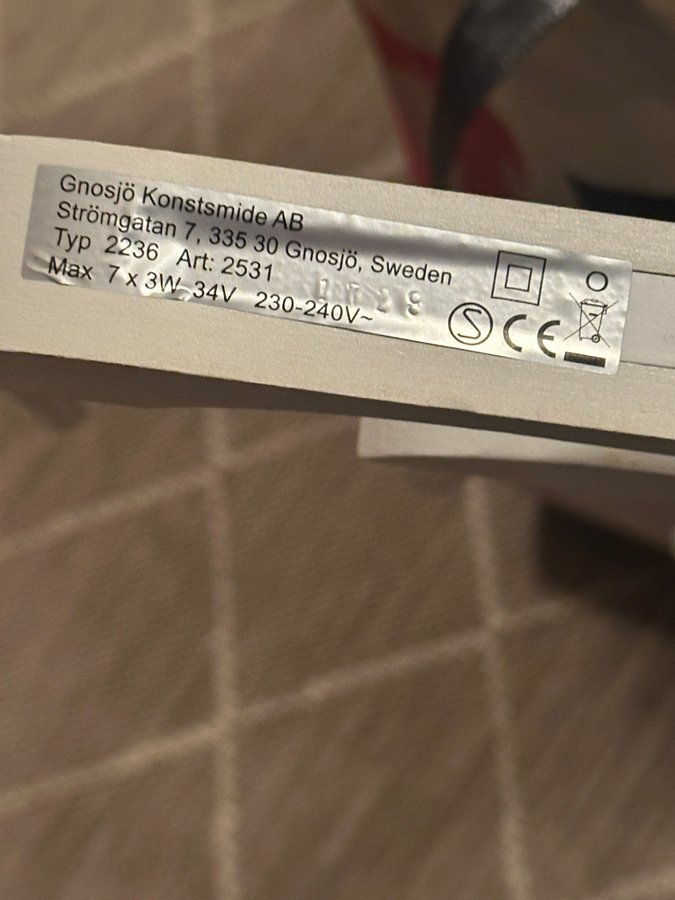 Gnosjö Konstsmide AB
Strömgatan 7, 335 30 Gnosjö, Sweden
Typ 2236 Art: 2531
Max 7 x 3W 34V 230-240V~
S CE